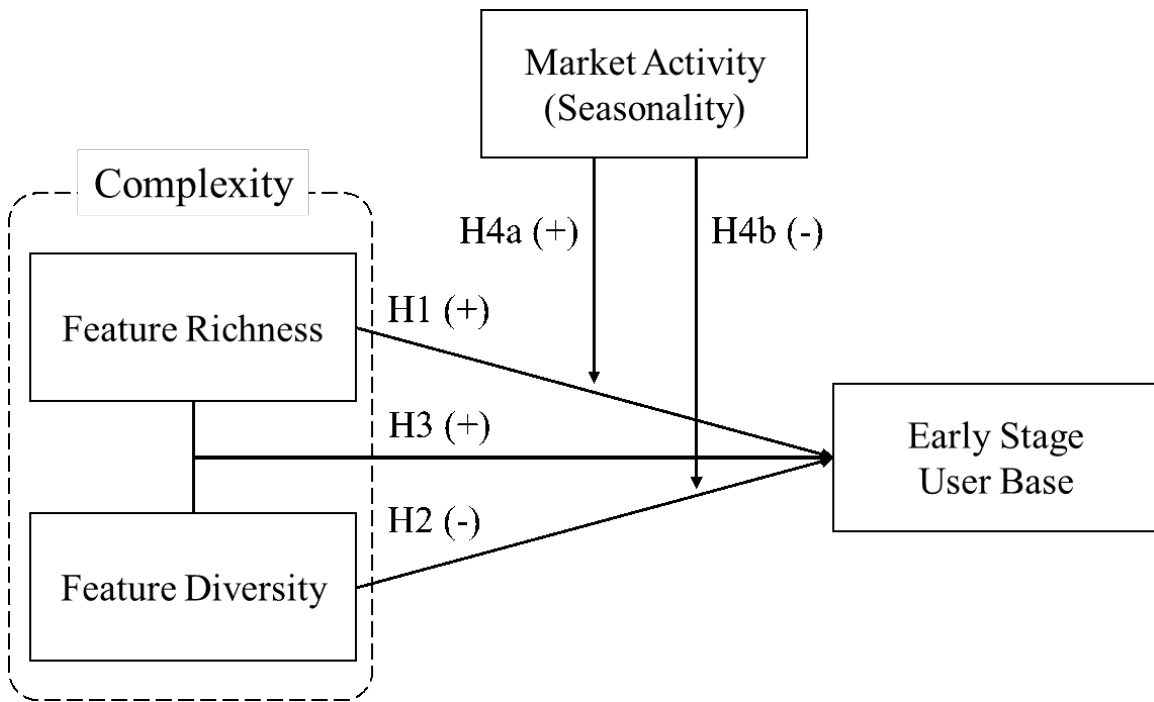 Market Activity
(Seasonality)
Complexity
H4a (+)
H4b (-)
Feature Richness
H1 (+)
H3 (+)
Early Stage
User Base
H2 (-)
Feature Diversity